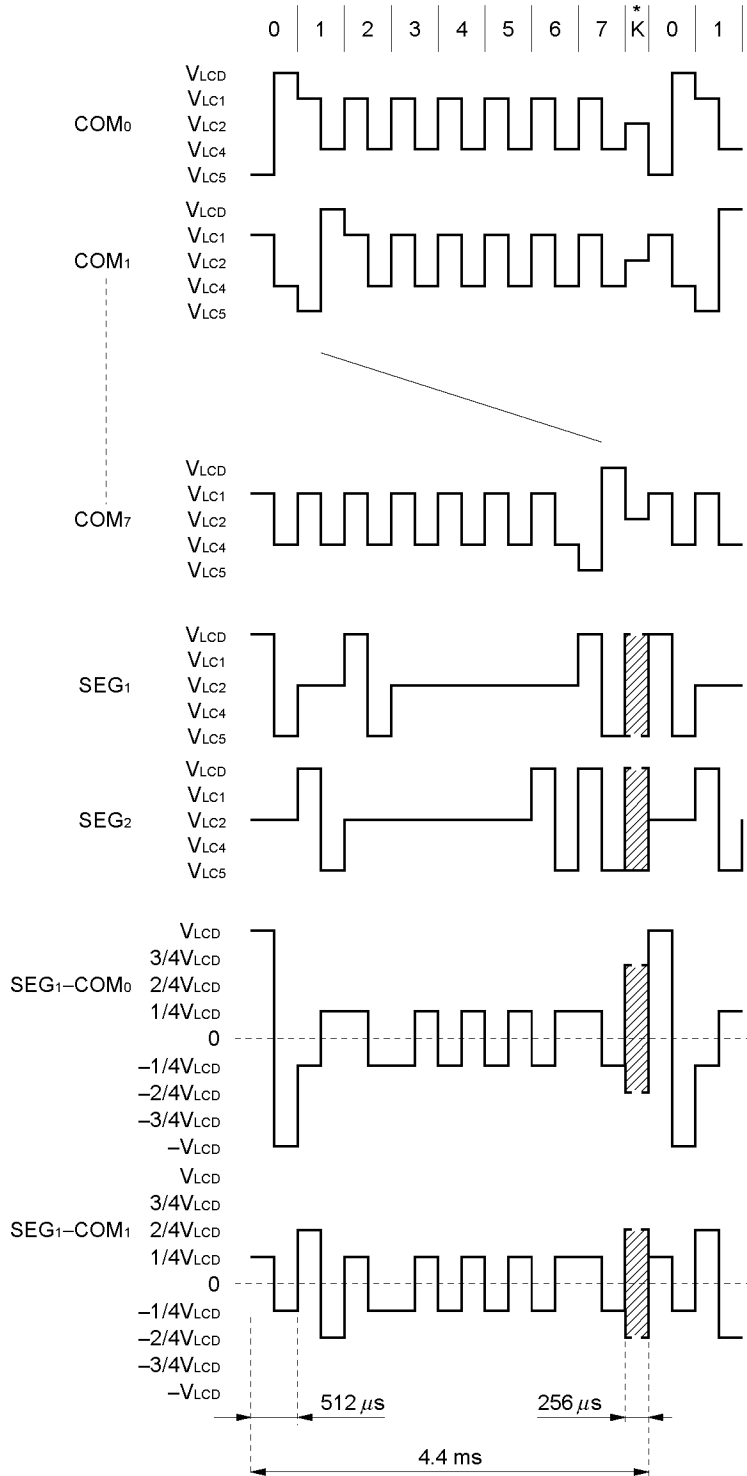 *
0 1 2 3 4 5 6 7 K 0 1
COM0
VLCD
VLC1
VLC2
VLC4
VLC5
COM1
VLCD
VLC1
VLC2
VLC4
VLC5
COM7
VLCD
VLC1
VLC2
VLC4
VLC5
SEG1
VLCD
VLC1
VLC2
VLC4
VLC5
SEG2
VLCD
VLC1
VLC2
VLC4
VLC5
SEG1–COM0
VLCD
3/4VLCD
2/4VLCD
1/4VLCD
0
–1/4VLCD
–2/4VLCD
–3/4VLCD
–VLCD
SEG1–COM1
VLCD
3/4VLCD
2/4VLCD
1/4VLCD
0
–1/4VLCD
–2/4VLCD
–3/4VLCD
–VLCD
512 μs
256 μs
4.4 ms